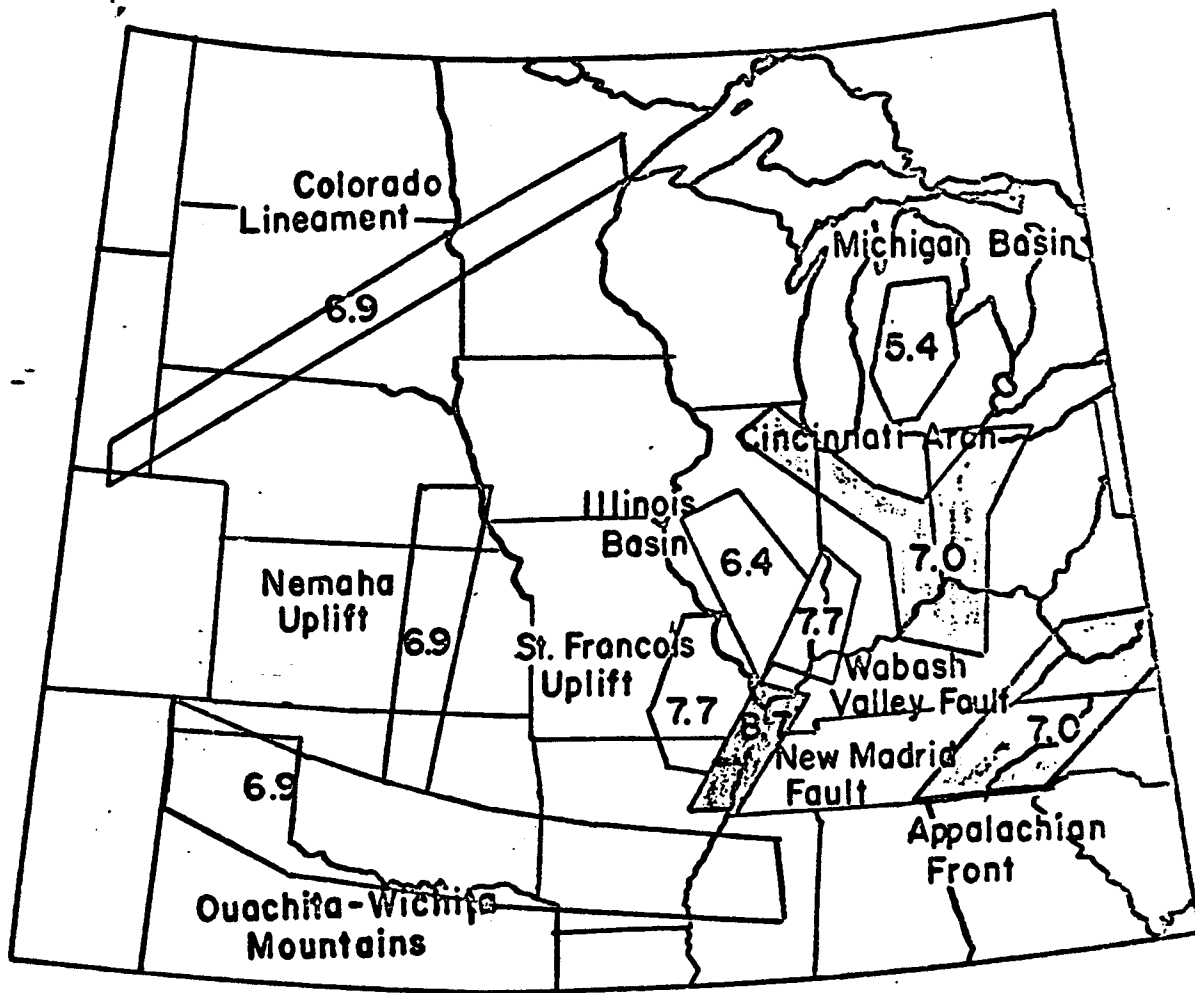 Colorado
Lineament
6.9
Michigan Basin
5.4
Cincinnati Arch
7.0
Illinois
Basin
6.4
Nemaha
Uplift
6.9
St. Francois
Uplift
7.7
7.7
Wabash
Valley Fault
8.7
New Madrid
Fault
7.0
Appalachian
Front
6.9
Ouachita-Wichita
Mountains